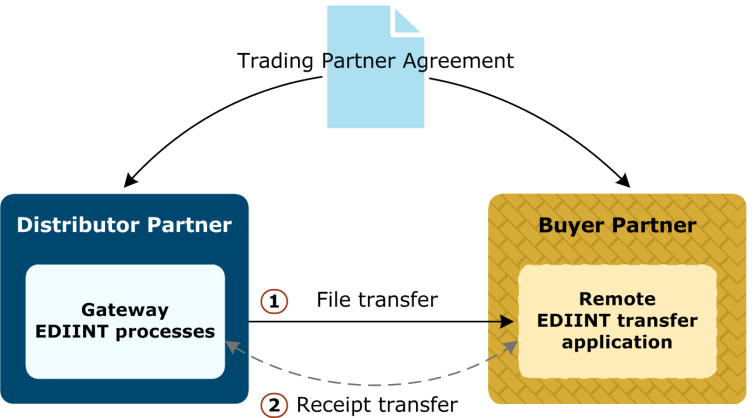 Trading Partner Agreement
Distributor Partner
Buyer Partner
Gateway
EDIINT processes
1 File transfer
Remote
EDIINT transfer
application
2 Receipt transfer